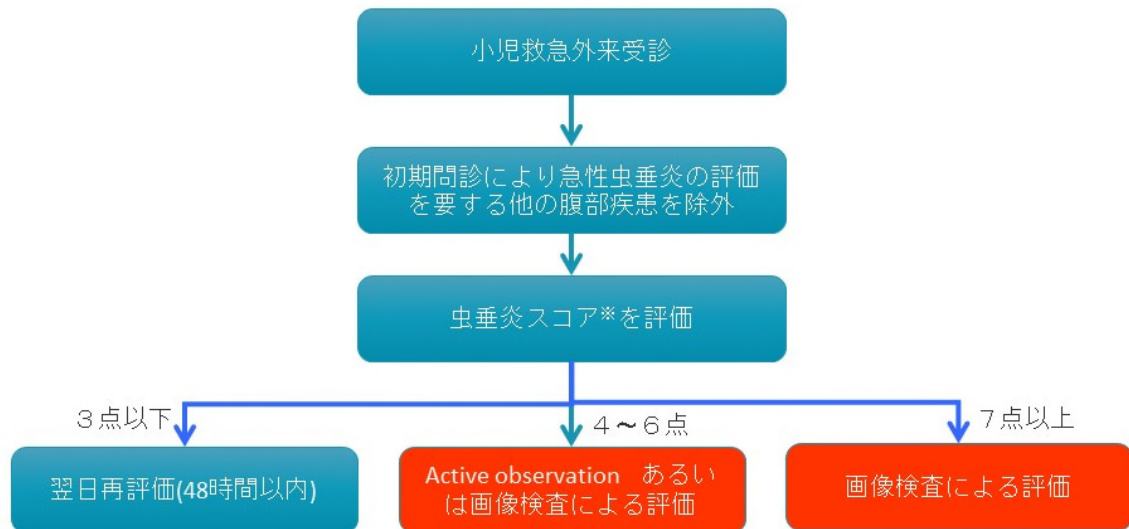 小児救急外来受診
初期問診により急性虫垂炎の評価
を要する他の腹部疾患を除外
虫垂炎スコア※を評価
3点以下
4~6点
7点以上
翌日再評価(48時間以内)
Active observation あるい
は画像検査による評価
画像検査による評価